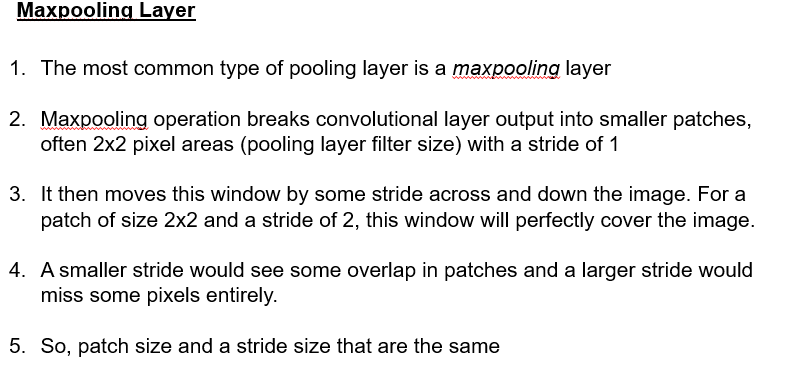 Maxpooling Layer
1. The most common type of pooling layer is a maxpooling layer
2. Maxpooling operation breaks convolutional layer output into smaller patches,
often 2x2 pixel areas (pooling layer filter size) with a stride of 1
3. It then moves this window by some stride across and down the image. For a
patch of size 2x2 and a stride of 2, this window will perfectly cover the image.
4. A smaller stride would see some overlap in patches and a larger stride would
miss some pixels entirely.
5. So, patch size and a stride size that are the same